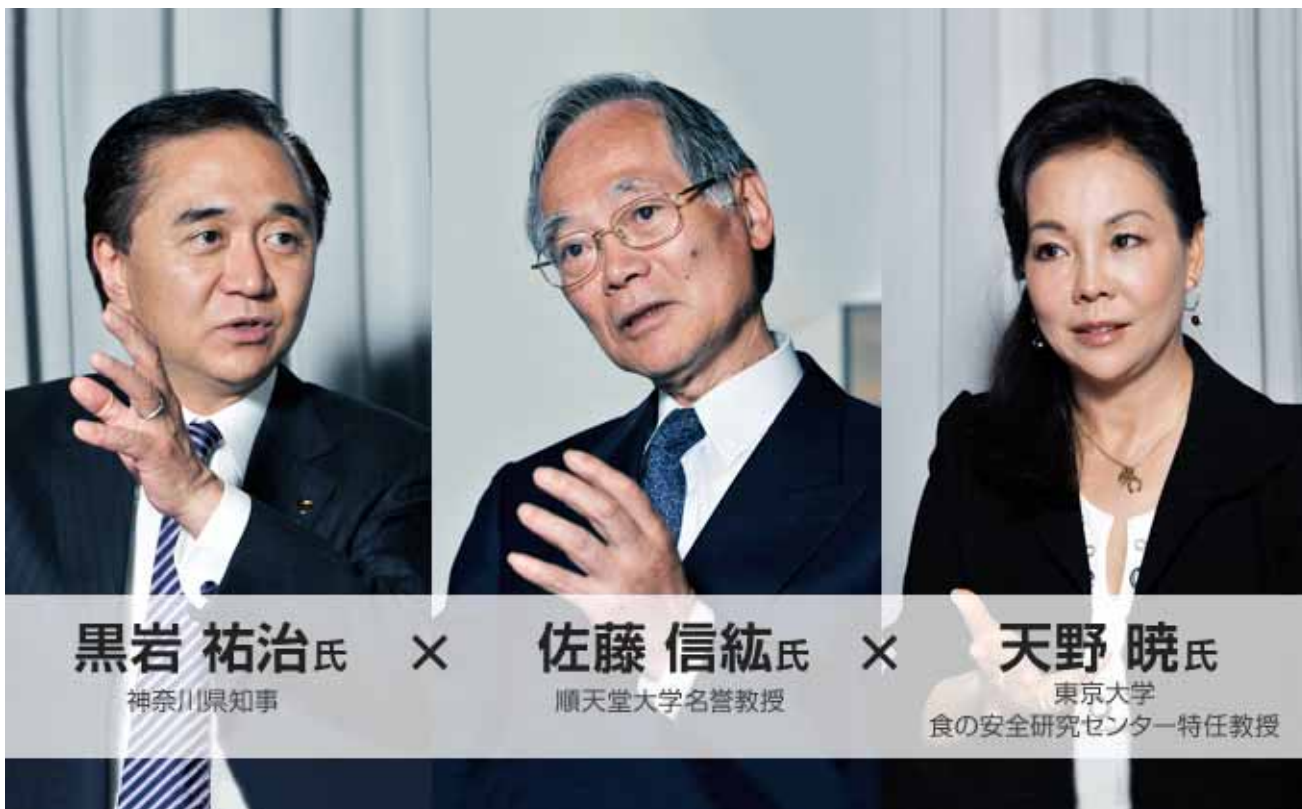 黒岩 祐治氏 × 佐藤 信紘氏 × 天野 暁氏
神奈川県知事
順天堂大学名誉教授
東京大学
食の安全研究センター特任教授